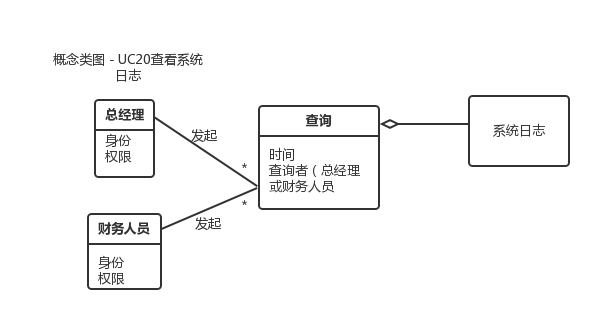 概念类图 - UC20查看系统
日志
总经理
身份
权限
发起
*
查询
时间
查询者（总经理
或财务人员
系统日志
*
发起
财务人员
身份
权限